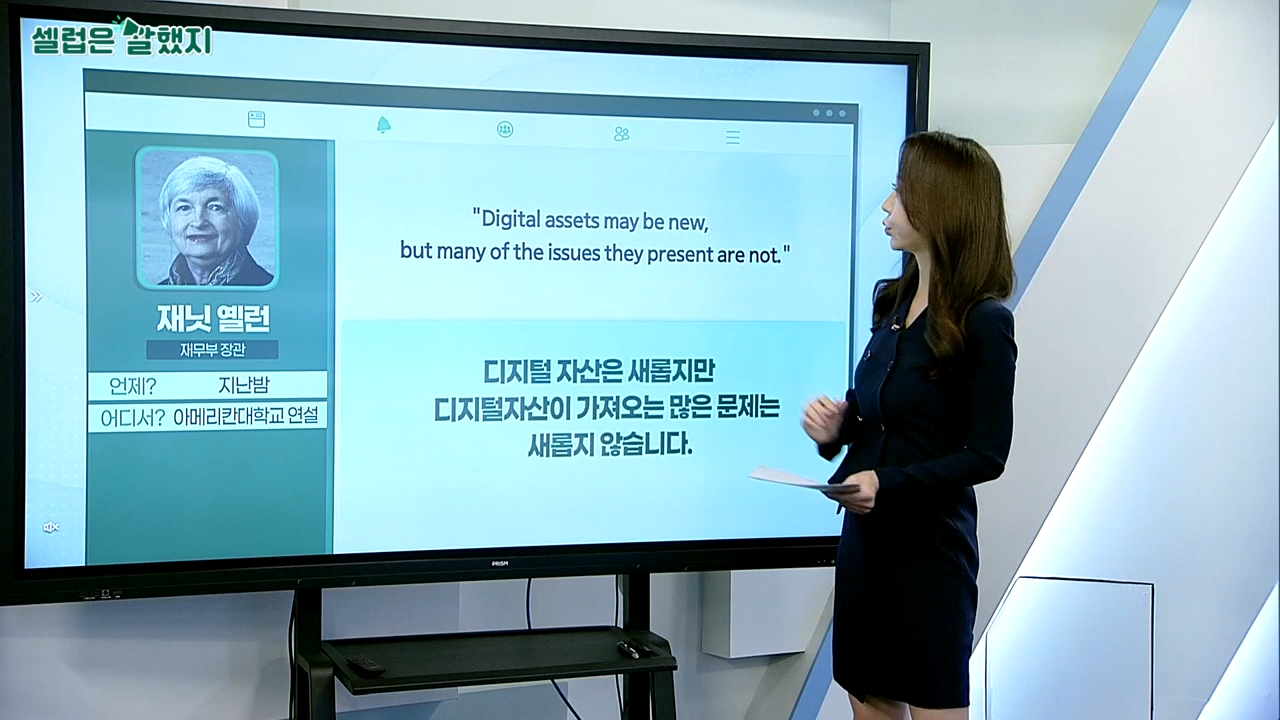 셀럽은 말했지
재닛 옐런
재무부 장관
언제? 지난밤
어디서? 아메리칸대학교 연설
"Digital assets may be new,
but many of the issues they present are not."
디지털 자산은 새롭지만
디지털자산이 가져오는 많은 문제는
새롭지 않습니다.
PRISM